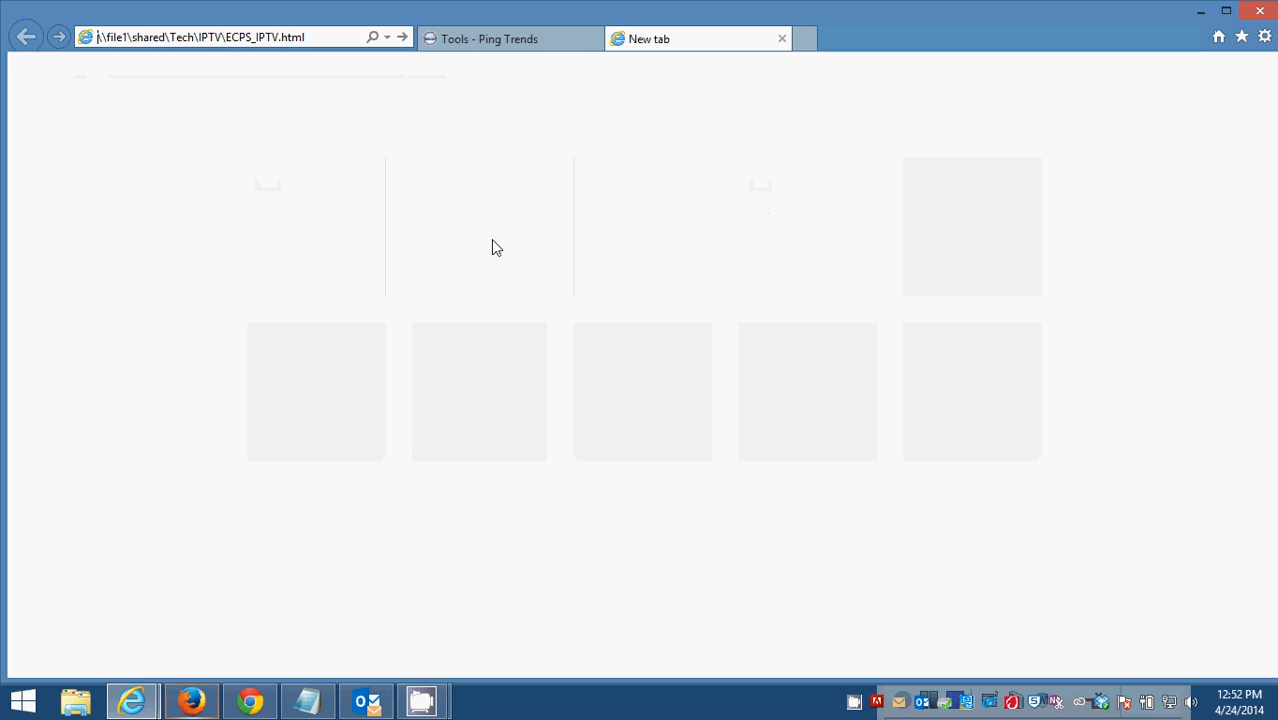 \\file1\shared\Tech\IPTV\ECPS_IPTV.html
Tools - Ping Trends
New tab
12:52 PM
4/24/2014